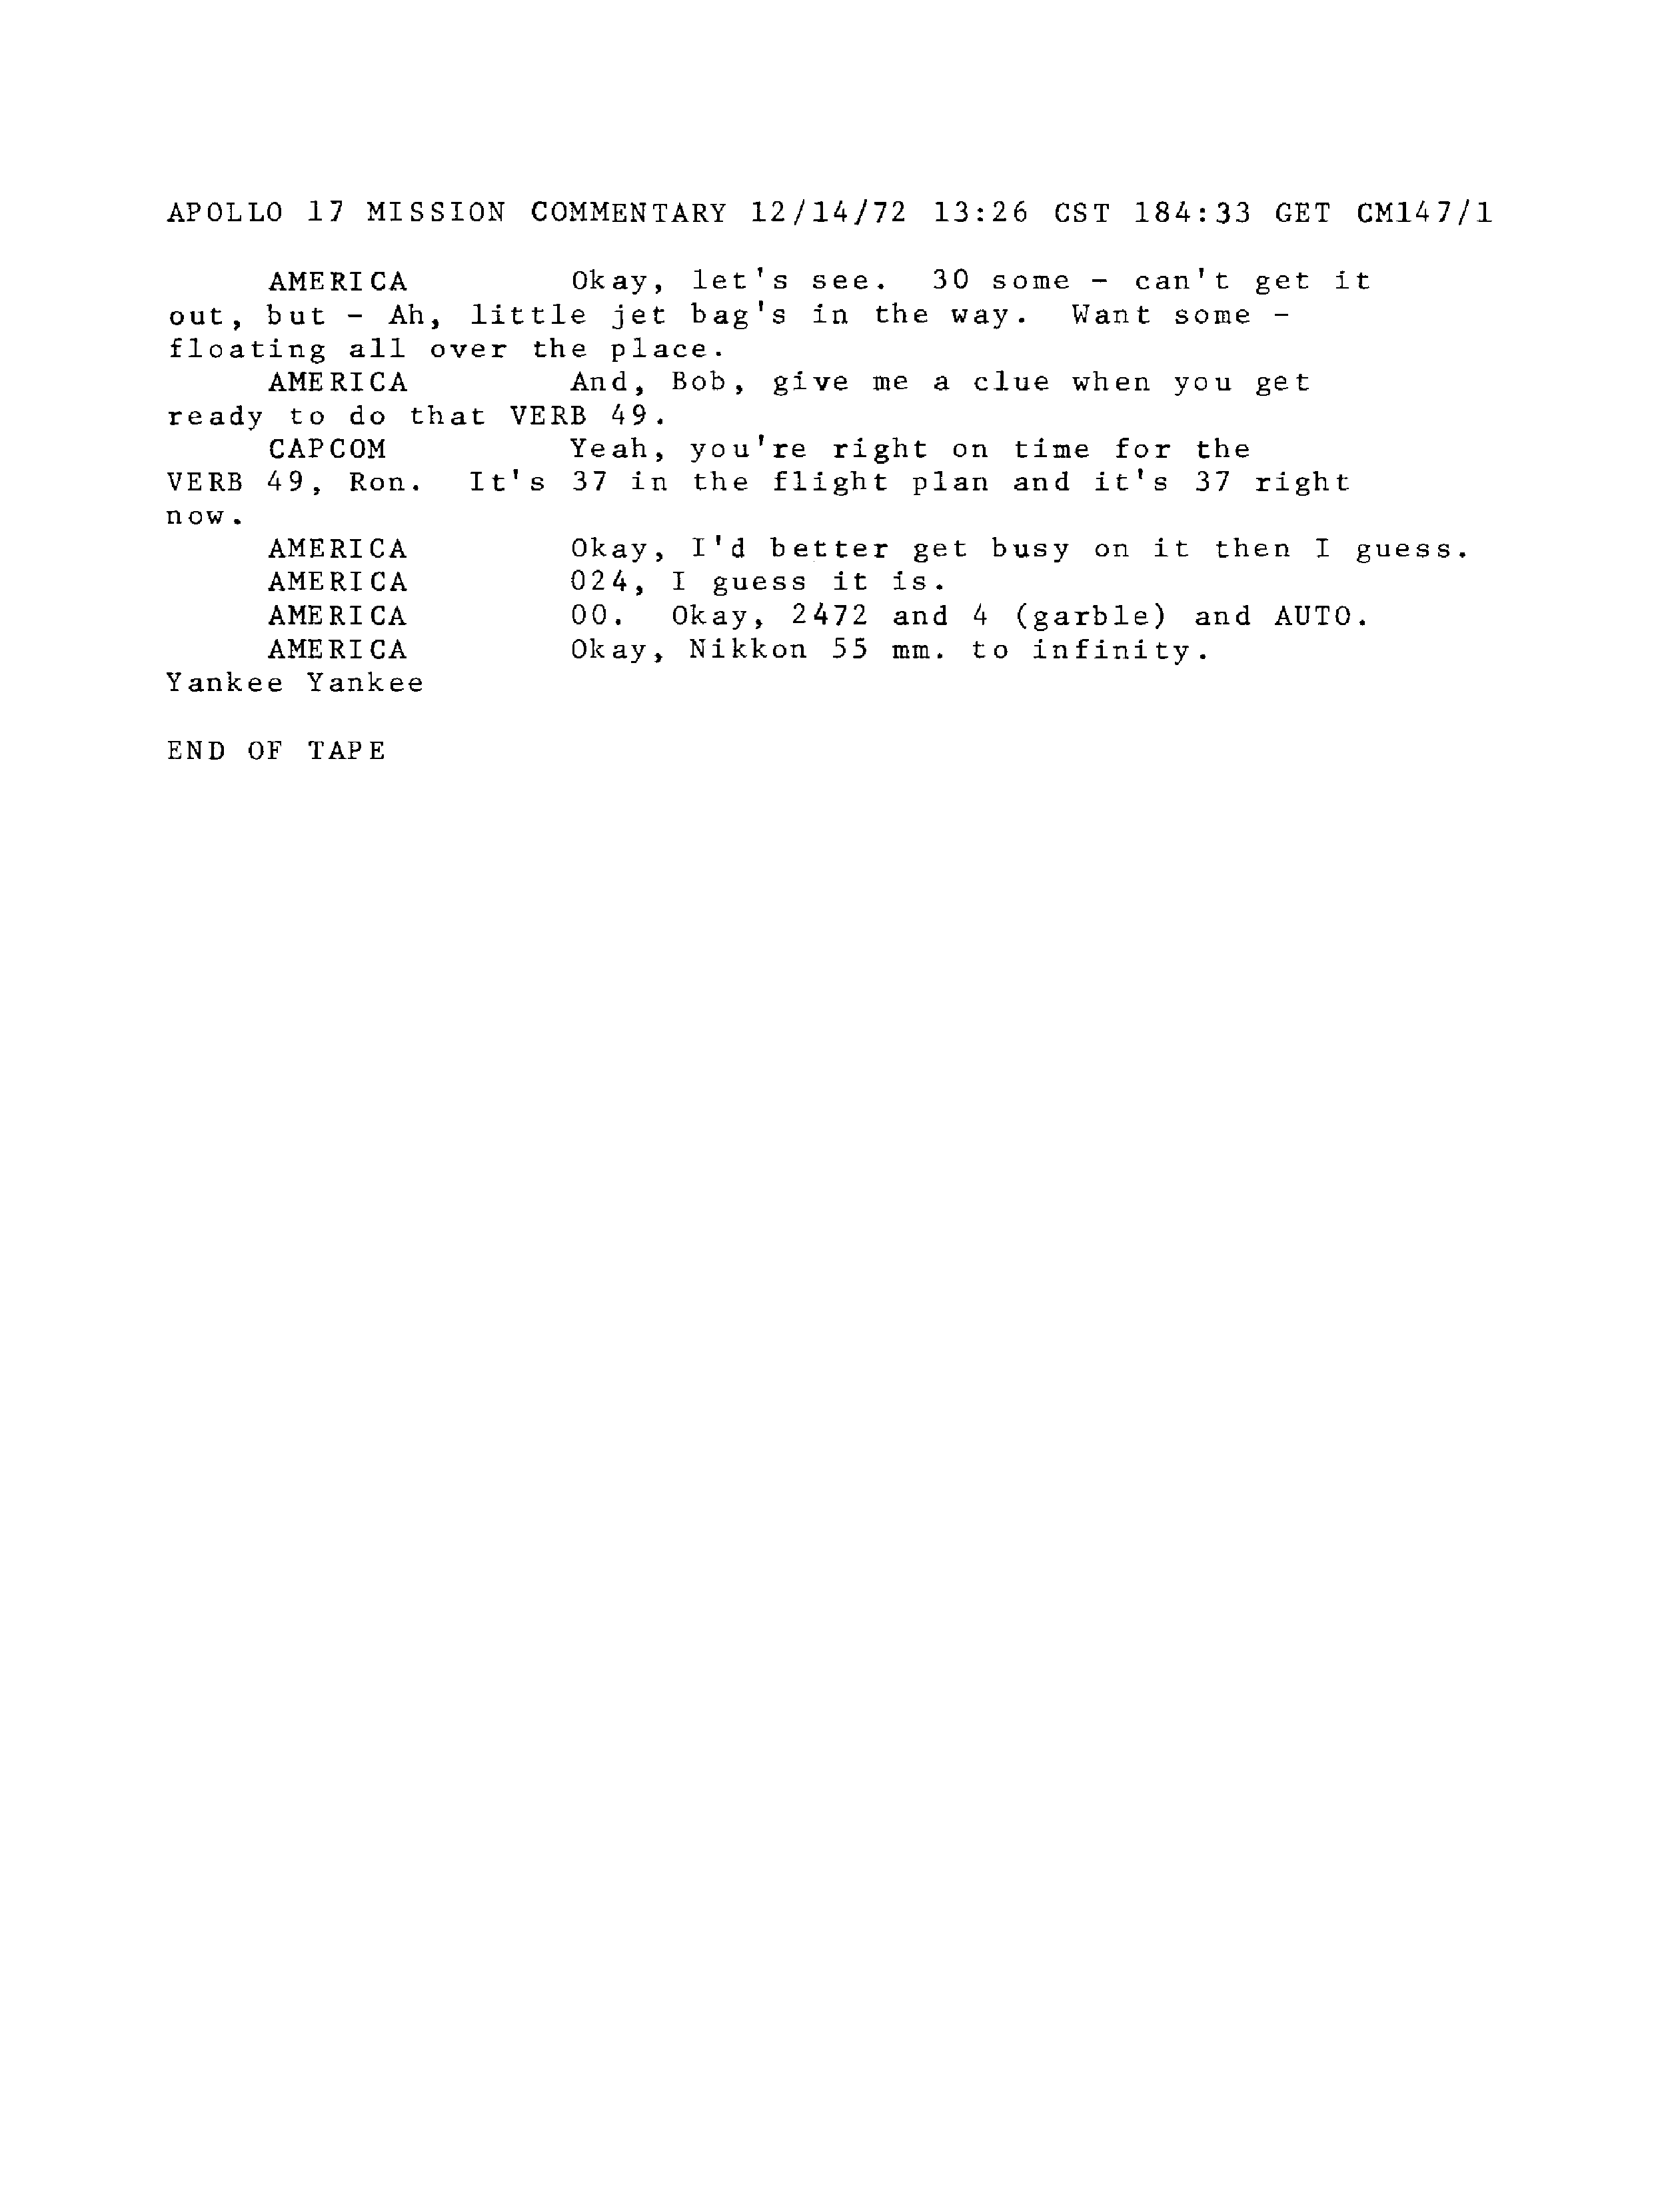 APOLLO 17 MISSION COMMENTARY 12/14/72 13:26 CST 184:33 GET CM147/1
AMERICA Okay, let's see. 30 some - can't get it
out, but - Ah, little jet bag's in the way. Want some -
floating all over the place.
AMERICA And, Bob, give me a clue when you get
ready to do that VERB 49.
CAPCOM Yeah, you're right on time for the
VERB 49, Ron. It's 37 in the flight plan and it's 37 right
now.
AMERICA Okay, I'd better get busy on it then I guess.
AMERICA 024, I guess it is.
AMERICA 00. Okay, 2472 and 4 (garble) and AUTO.
AMERICA Okay, Nikkon 55 mm. to infinity.
Yankee Yankee
END OF TAPE